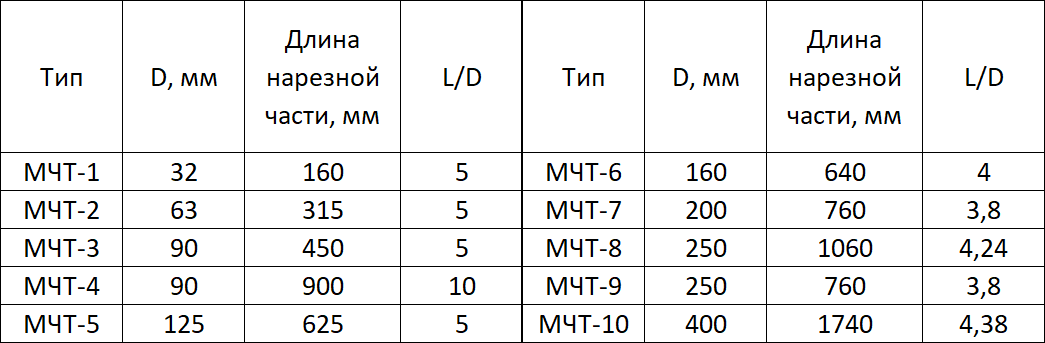 Тип D, мм Длина нарезной части, мм L/D Тип D, мм Длина нарезной части, мм L/D
МЧТ-1 32 160 5 МЧТ-6 160 640 4
МЧТ-2 63 315 5 МЧТ-7 200 760 3,8
МЧТ-3 90 450 5 МЧТ-8 250 1060 4,24
МЧТ-4 90 900 10 МЧТ-9 250 760 3,8
МЧТ-5 125 625 5 МЧТ-10 400 1740 4,38